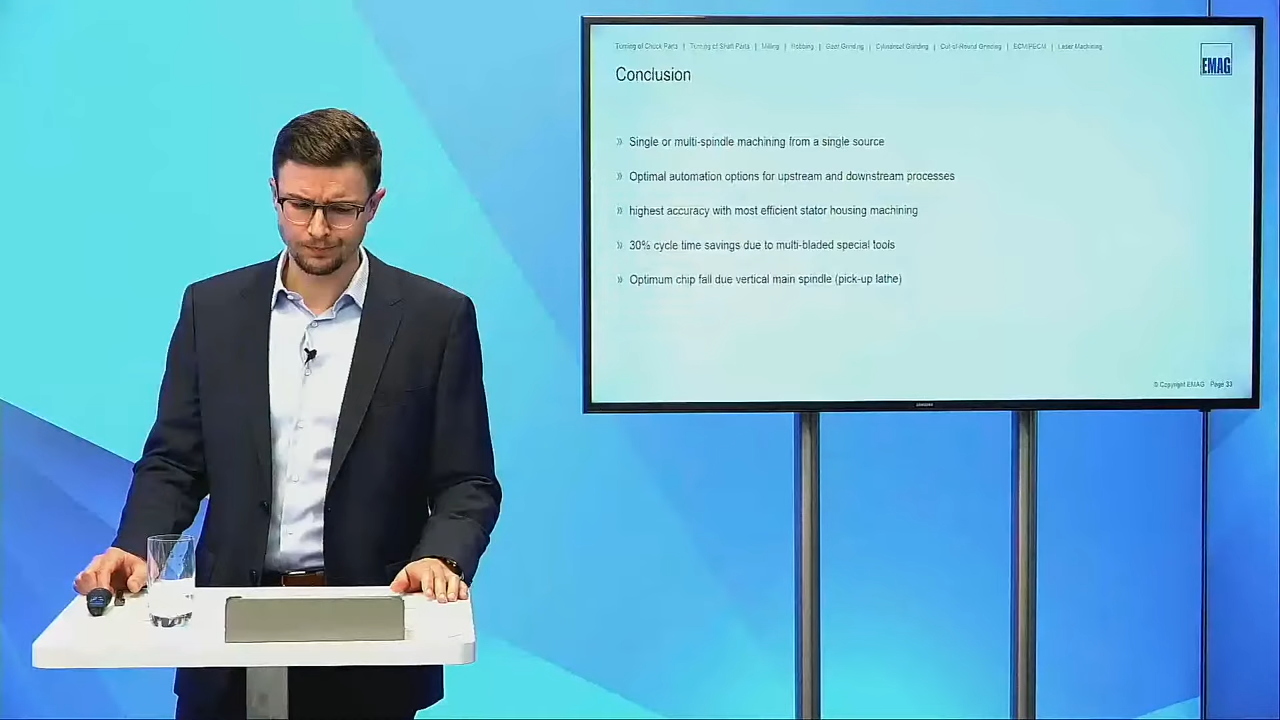 Turning of Chuck Parts | Turning of Shaft Parts | Milling | Hobbing | Gear Grinding | Cylindrical Grinding | Out-of-Round Grinding | ECM/PECM | Laser Machining
EMAG
Conclusion
» Single or multi-spindle machining from a single source
» Optimal automation options for upstream and downstream processes
» highest accuracy with most efficient stator housing machining
» 30% cycle time savings due to multi-bladed special tools
» Optimum chip fall due vertical main spindle (pick-up lathe)
© Copyright EMAG Page 33
SAMSUNG